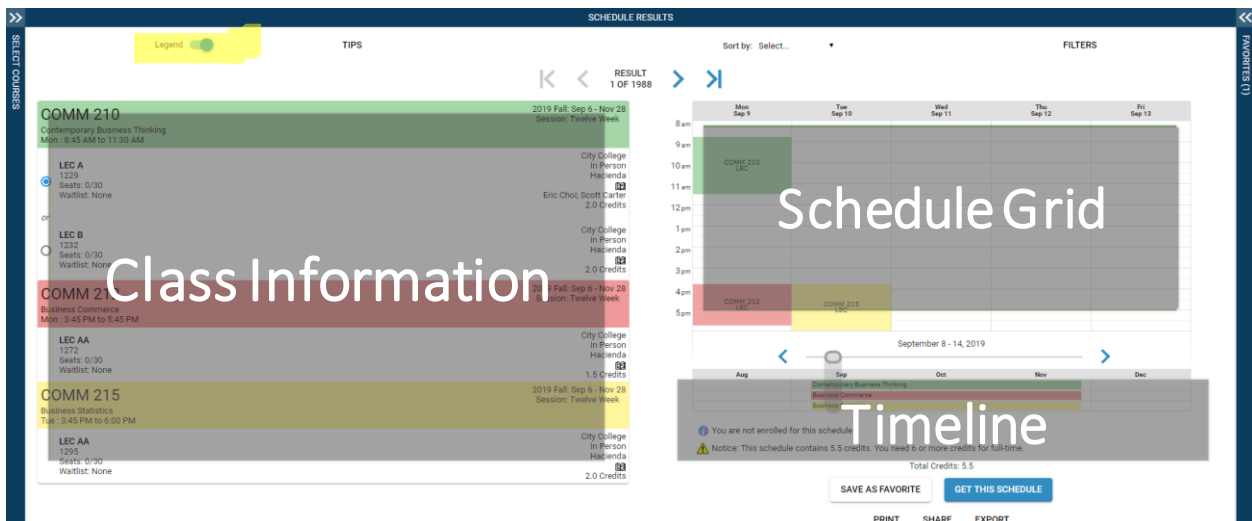 SCHEDULE RESULTS
SELECT COURSES
FAVORITES (1)
Legend
TIPS
Sort by: Select...
FILTERS
RESULT
1 OF 1988
COMM 210
2019 Fall: Sep 6 - Nov 28
Session: Twelve Week
Contemporary Business Thinking
Mon : 8:45 AM to 11:30 AM
LEC A
1229
Seats: 0/30
Waitlist: None
City College
In Person
Hacienda
Eric Choi; Scott Carter
2.0 Credits
or
LEC B
1232
Seats: 0/30
Waitlist: None
City College
In Person
Hacienda
2.0 Credits
Class Information
COMM 212
2019 Fall: Sep 6 - Nov 28
Session: Twelve Week
Business Commerce
Mon : 3:45 PM to 5:45 PM
LEC AA
1272
Seats: 0/30
Waitlist: None
City College
In Person
Hacienda
1.5 Credits
COMM 215
2019 Fall: Sep 6 - Nov 28
Session: Twelve Week
Business Statistics
Tue : 3:45 PM to 6:00 PM
LEC AA
1295
Seats: 0/30
Waitlist: None
City College
In Person
Hacienda
2.0 Credits
Mon Tue Wed Thu Fri
Sep 9 Sep 10 Sep 11 Sep 12 Sep 13
8 am
9 am
10 am
11 am
12 pm
1 pm
2 pm
3 pm
4 pm
5 pm
COMM 210
LEC
Schedule Grid
COMM 212
LEC
COMM 215
LEC
September 8 - 14, 2019
Aug Sep Oct Nov Dec
Contemporary Business Thinking
Business Commerce
Business
Timeline
You are not enrolled for this schedule.
Notice: This schedule contains 5.5 credits. You need 6 or more credits for full-time.
Total Credits: 5.5
SAVE AS FAVORITE
GET THIS SCHEDULE
PRINT SHARE EXPORT